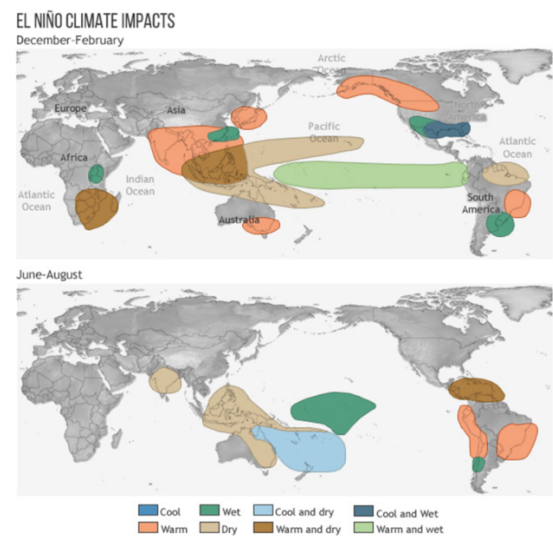 EL NIÑO CLIMATE IMPACTS
December-February
Arctic
Ocean
Europe
Asia
North
America
Pacific
Ocean
Atlantic
Ocean
Africa
Indian
Ocean
Atlantic
Ocean
South
America
Australia
June-August
Cool
Wet
Cool and dry
Cool and Wet
Warm
Dry
Warm and dry
Warm and wet